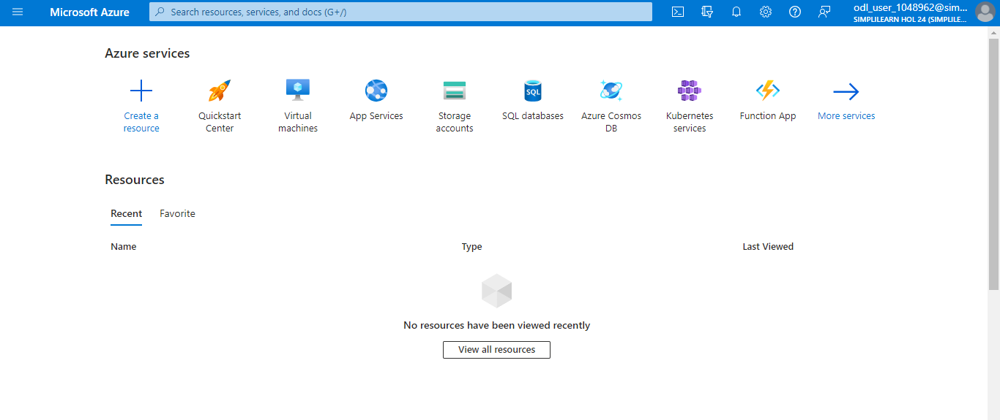 Microsoft Azure
Search resources, services, and docs (G+/)
odl_user_1048962@sim...
SIMPLILEARN HOL 24 (SIMPLILE...
Azure services
Create a
resource
Quickstart
Center
Virtual
machines
App Services
Storage
accounts
SQL
SQL databases
Azure Cosmos
DB
Kubernetes
services
Function App
More services
Resources
Recent
Favorite
Name
Type
Last Viewed
No resources have been viewed recently
View all resources